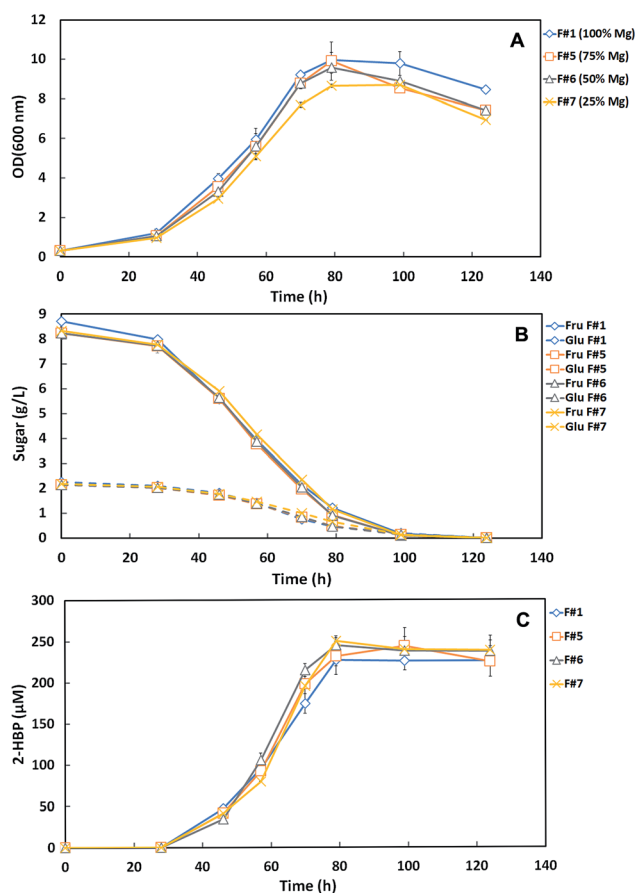 A
F#1 (100% Mg)
F#5 (75% Mg)
F#6 (50% Mg)
F#7 (25% Mg)
OD(600 nm)
12
10
8
6
4
2
0
0 20 40 60 80 100 120 140
Time (h)
B
Fru F#1
Glu F#1
Fru F#5
Glu F#5
Fru F#6
Glu F#6
Fru F#7
Glu F#7
Sugar (g/L)
9
8
7
6
5
4
3
2
1
0
0 20 40 60 80 100 120 140
Time (h)
C
F#1
F#5
F#6
F#7
2-HBP (µM)
300
250
200
150
100
50
0
0 20 40 60 80 100 120 140
Time (h)